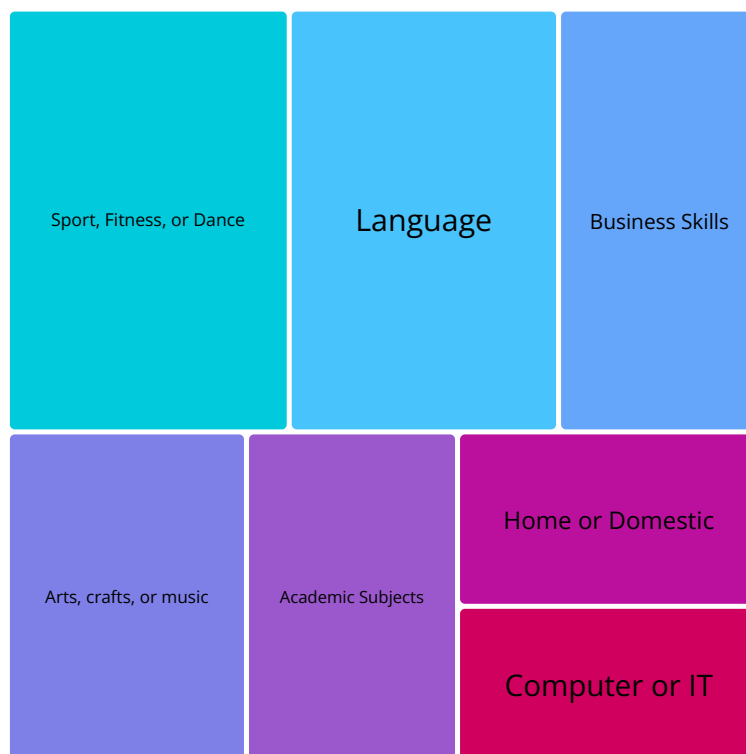 Sport, Fitness, or Dance
Language
Business Skills
Arts, crafts, or music
Academic Subjects
Home or Domestic
Computer or IT